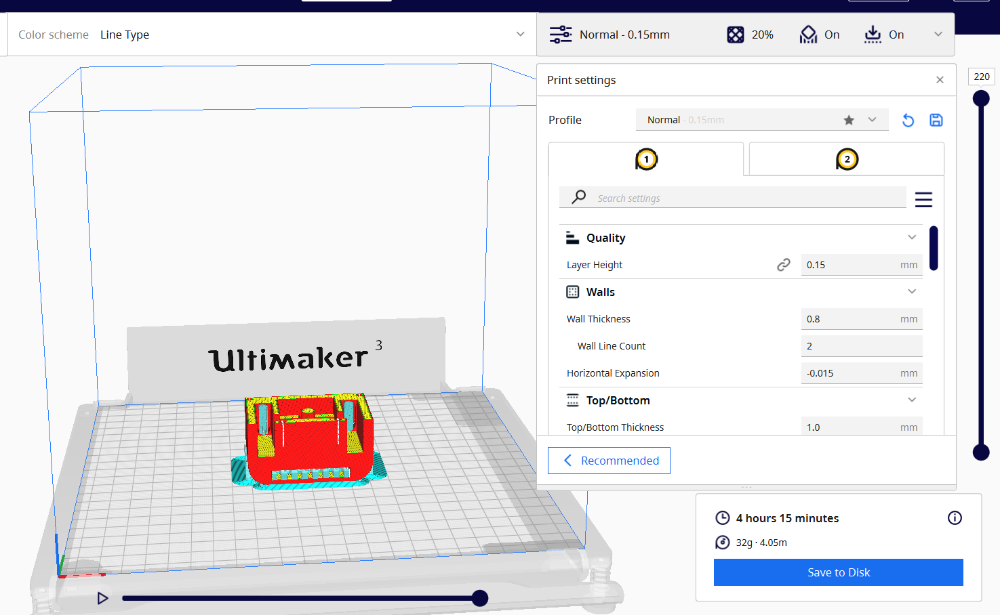 Color scheme Line Type
Normal - 0.15mm 20% On On
Print settings
220
Profile Normal - 0.15mm
1 2
Search settings
Quality
Layer Height 0.15 mm
Walls
Wall Thickness 0.8 mm
Wall Line Count 2
Horizontal Expansion -0.015 mm
Top/Bottom
Top/Bottom Thickness 1.0 mm
Recommended
Ultimaker 3
4 hours 15 minutes
32g · 4.05m
Save to Disk